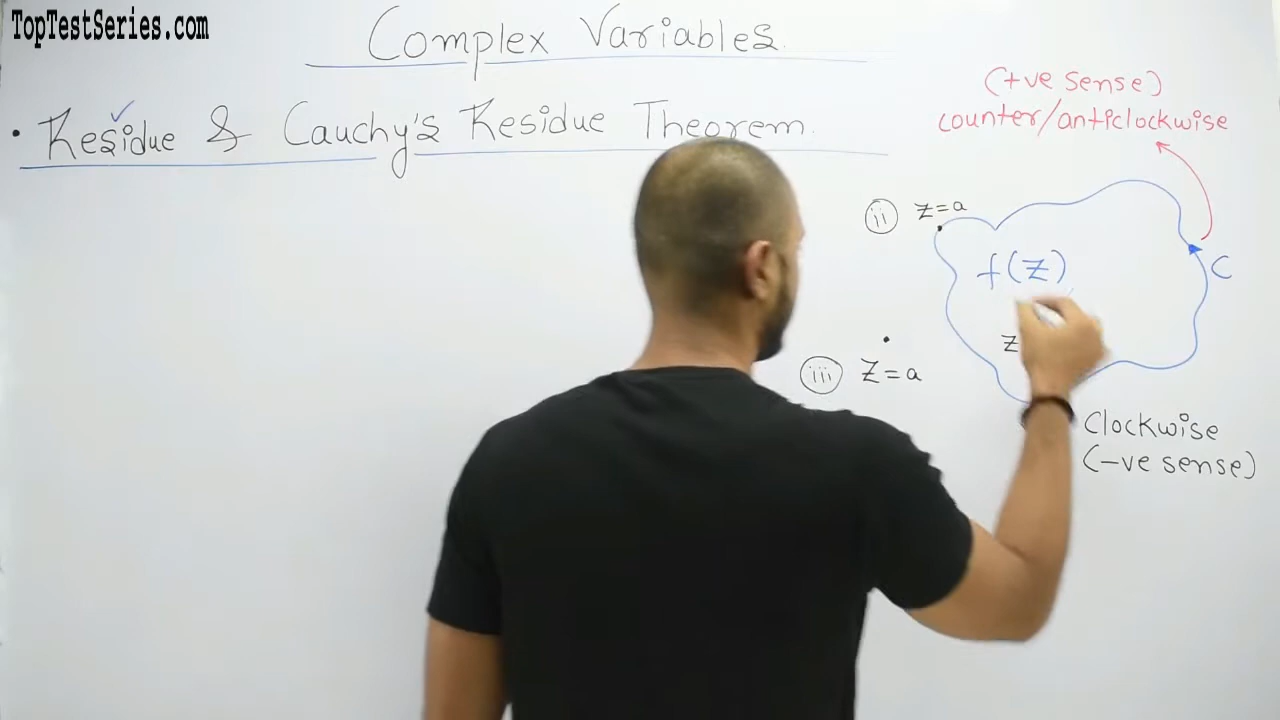 TopTestSeries.com
Complex Variables.
• Residue & Cauchy's Residue Theorem.
(+ve sense)
counter/anticlockwise
(ii) z=a
f(z)
C
z
(iii) z=a
Clockwise
(-ve sense)